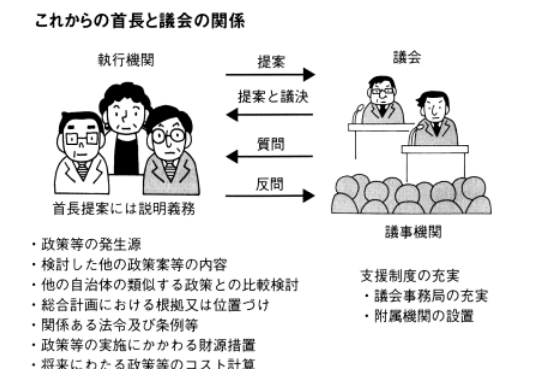 これからの首長と議会の関係
執行機関
提案
議会
提案と議決
質問
反問
首長提案には説明義務
議事機関
・政策等の発生源
・検討した他の政策案等の内容
・他の自治体の類似する政策との比較検討
・総合計画における根拠又は位置づけ
・関係ある法令及び条例等
・政策等の実施にかかわる財源措置
・将来にわたる政策等のコスト計算
支援制度の充実
・議会事務局の充実
・附属機関の設置